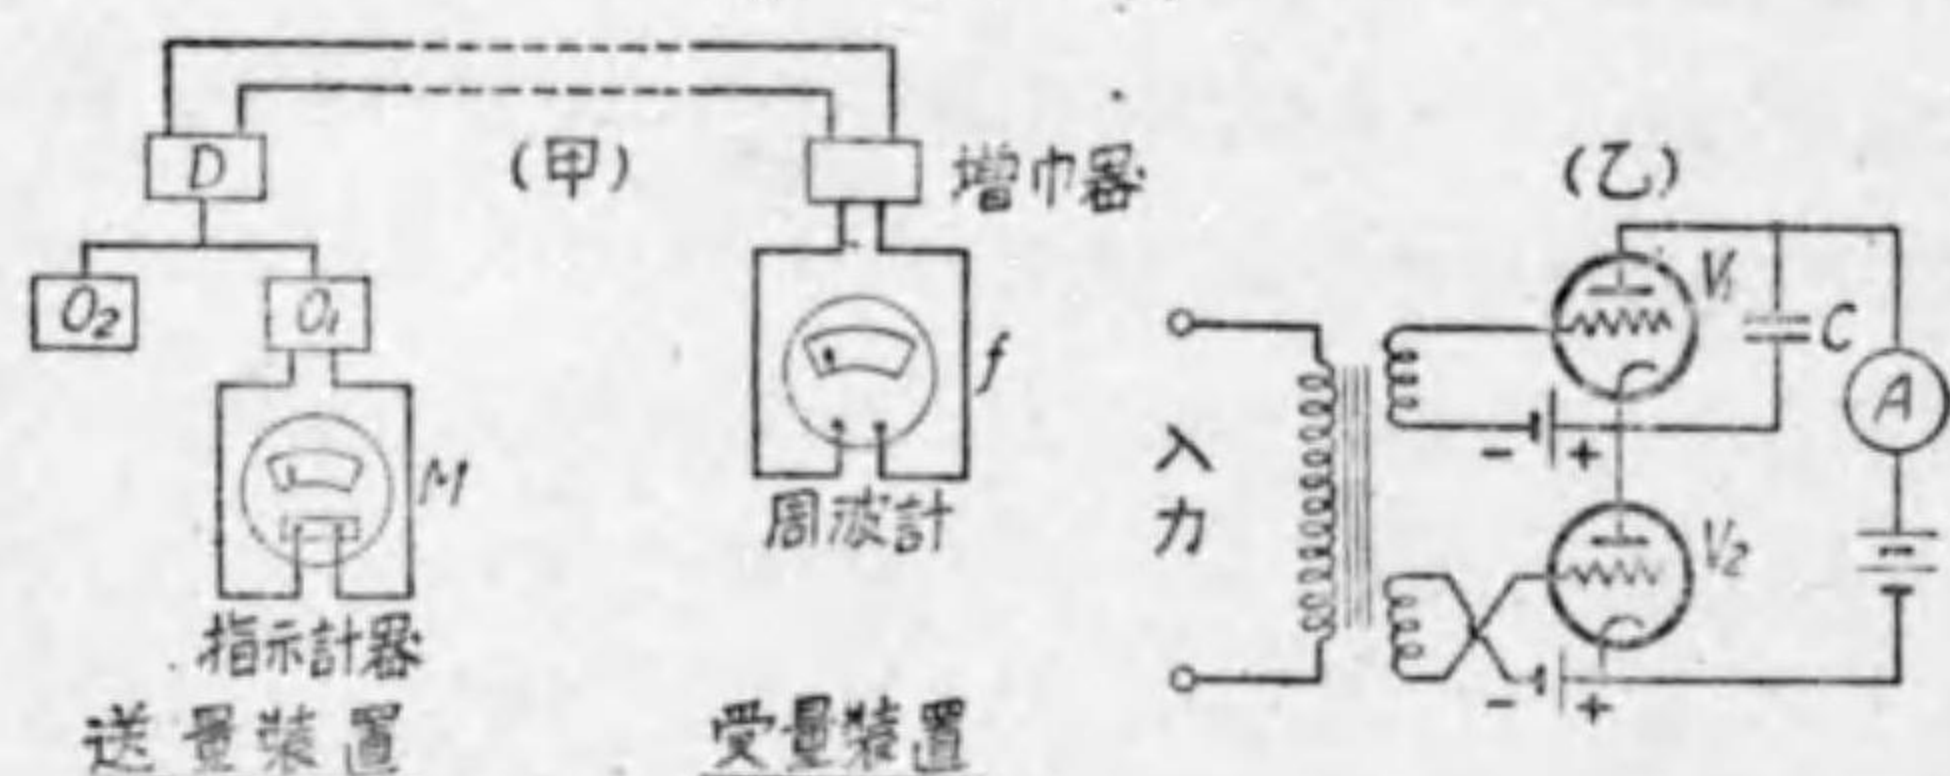 (甲)
D
O2
O1
M
指示計器
送量装置
増巾器
f
周波計
受量装置
(乙)
入力
V1
C
A
- +
V2
- +